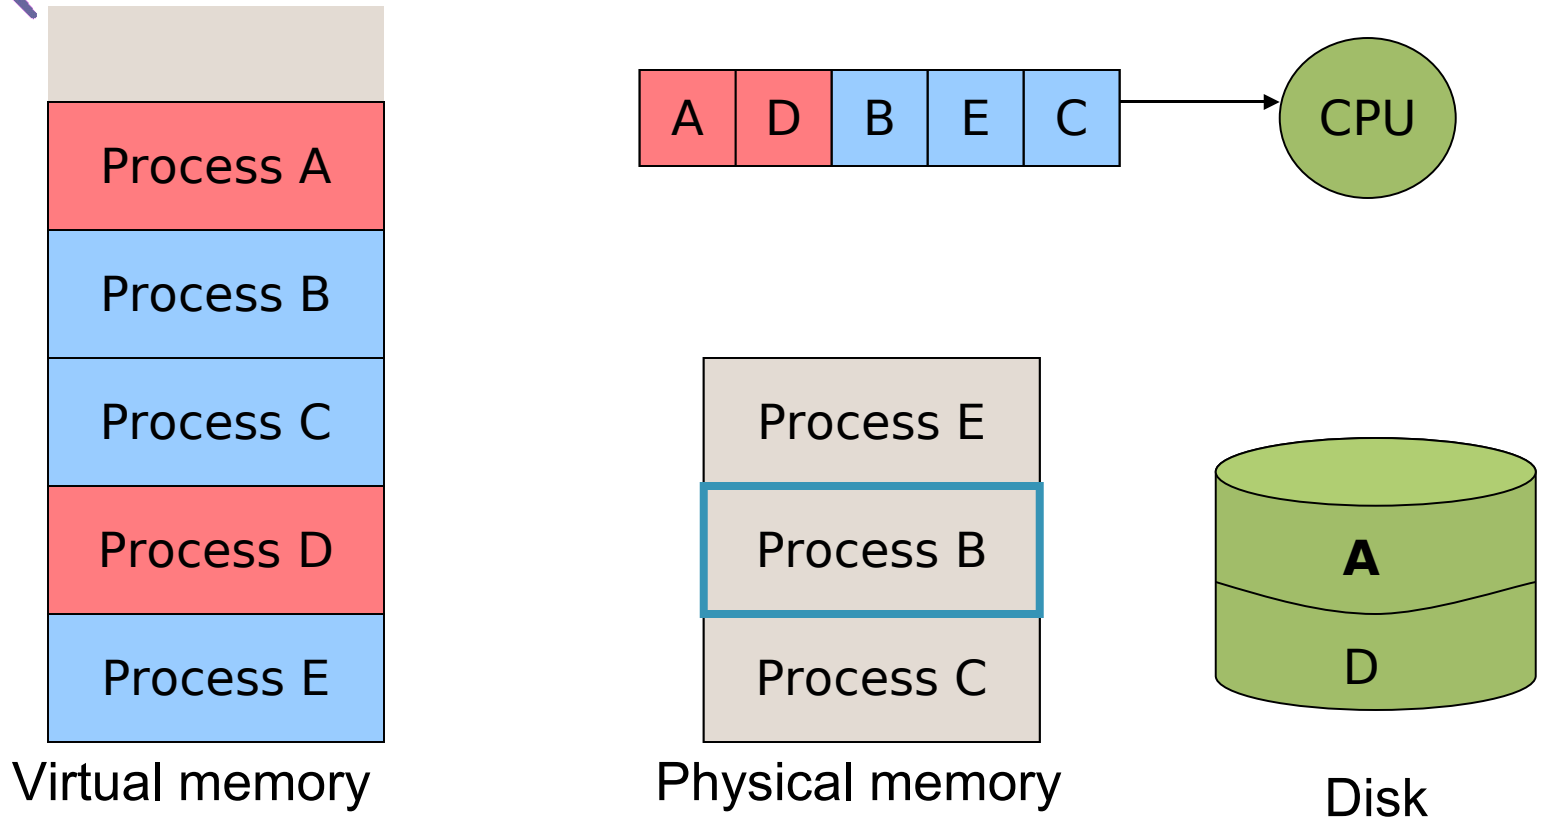 Process A
Process B
Process C
Process D
Process E
Virtual memory
A D B E C
CPU
Process E
Process B
Process C
Physical memory
A
D
Disk